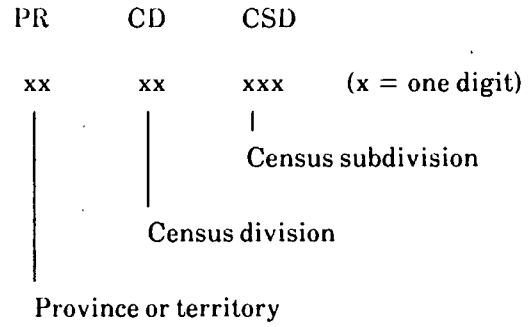 PR CD CSD
xx xx xxx (x = one digit)
Census subdivision
Census division
Province or territory